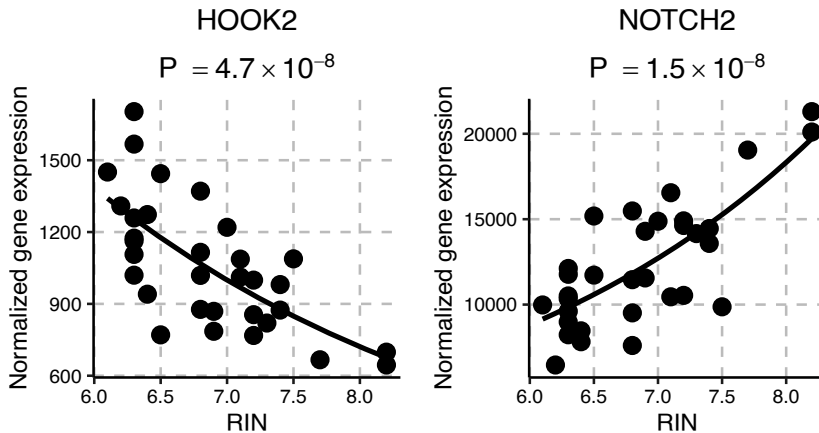 HOOK2
P = 4.7 × 10⁻⁸
Normalized gene expression
1500
1200
900
600
6.0 6.5 7.0 7.5 8.0
RIN
NOTCH2
P = 1.5 × 10⁻⁸
Normalized gene expression
20000
15000
10000
6.0 6.5 7.0 7.5 8.0
RIN